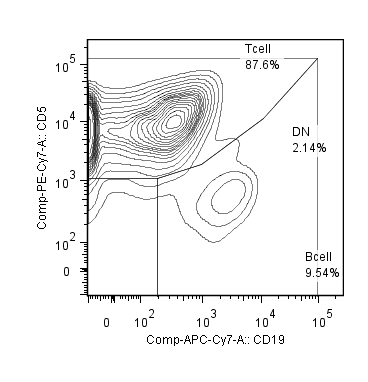 Tcell
87.6%
10^5
10^4
DN
2.14%
10^3
10^2
Bcell
9.54%
0
0 10^2 10^3 10^4 10^5
Comp-PE-Cy7-A:: CD5
Comp-APC-Cy7-A:: CD19